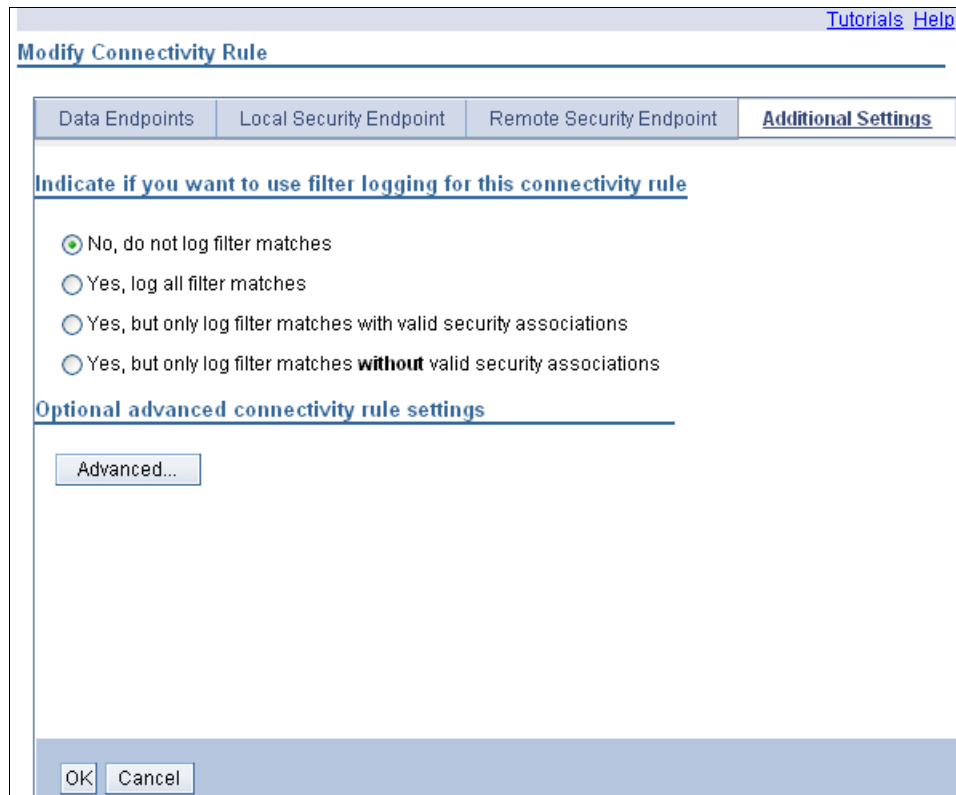 Tutorials Help
Modify Connectivity Rule
Data Endpoints Local Security Endpoint Remote Security Endpoint Additional Settings
Indicate if you want to use filter logging for this connectivity rule
No, do not log filter matches
Yes, log all filter matches
Yes, but only log filter matches with valid security associations
Yes, but only log filter matches without valid security associations
Optional advanced connectivity rule settings
Advanced...
OK Cancel